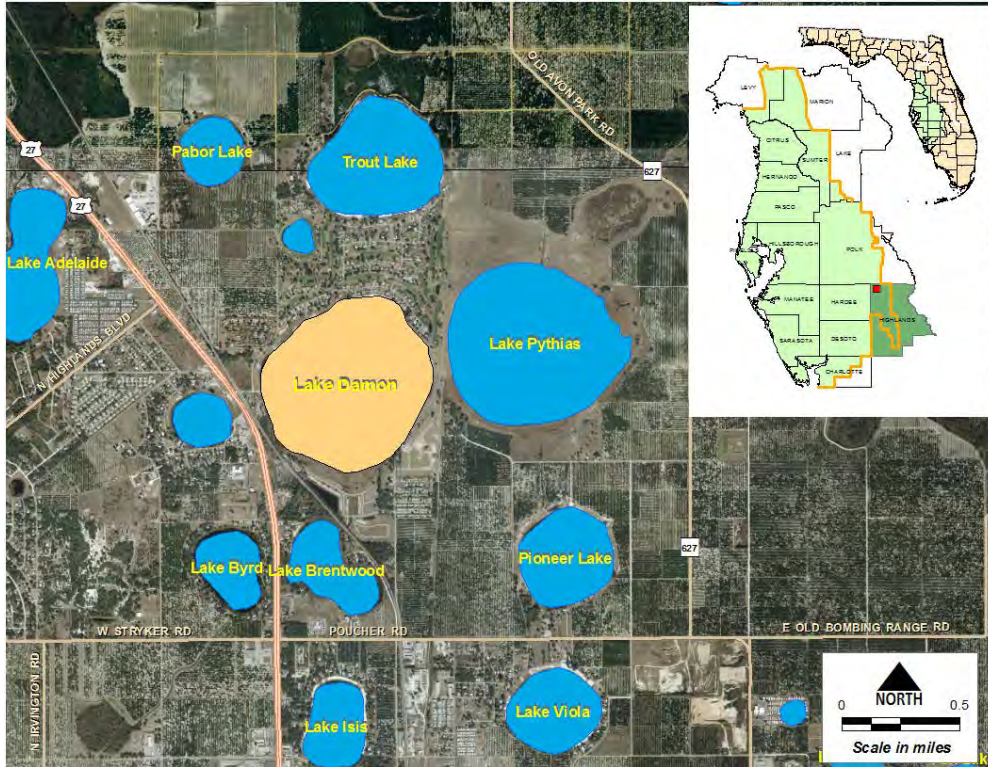 OLD AVON PARK RD
27
Pabor Lake
Trout Lake
627
27
Lake Adelaide
Lake Pythias
N HIGHLANDS BLVD
Lake Damon
Pioneer Lake
627
Lake Byrd
Lake Brentwood
W STRYKER RD
POUCHER RD
E OLD BOMBING RANGE RD
N IRVINGTON RD
Lake Isis
Lake Viola
LEVY
MARION
CITRUS
LAKE
SUMTER
HERNANDO
PASCO
HILLSBOROUGH
POLK
MANATEE
HARDEE
HIGHLANDS
SARASOTA
DESOTO
CHARLOTTE
NORTH
0 0.5
Scale in miles